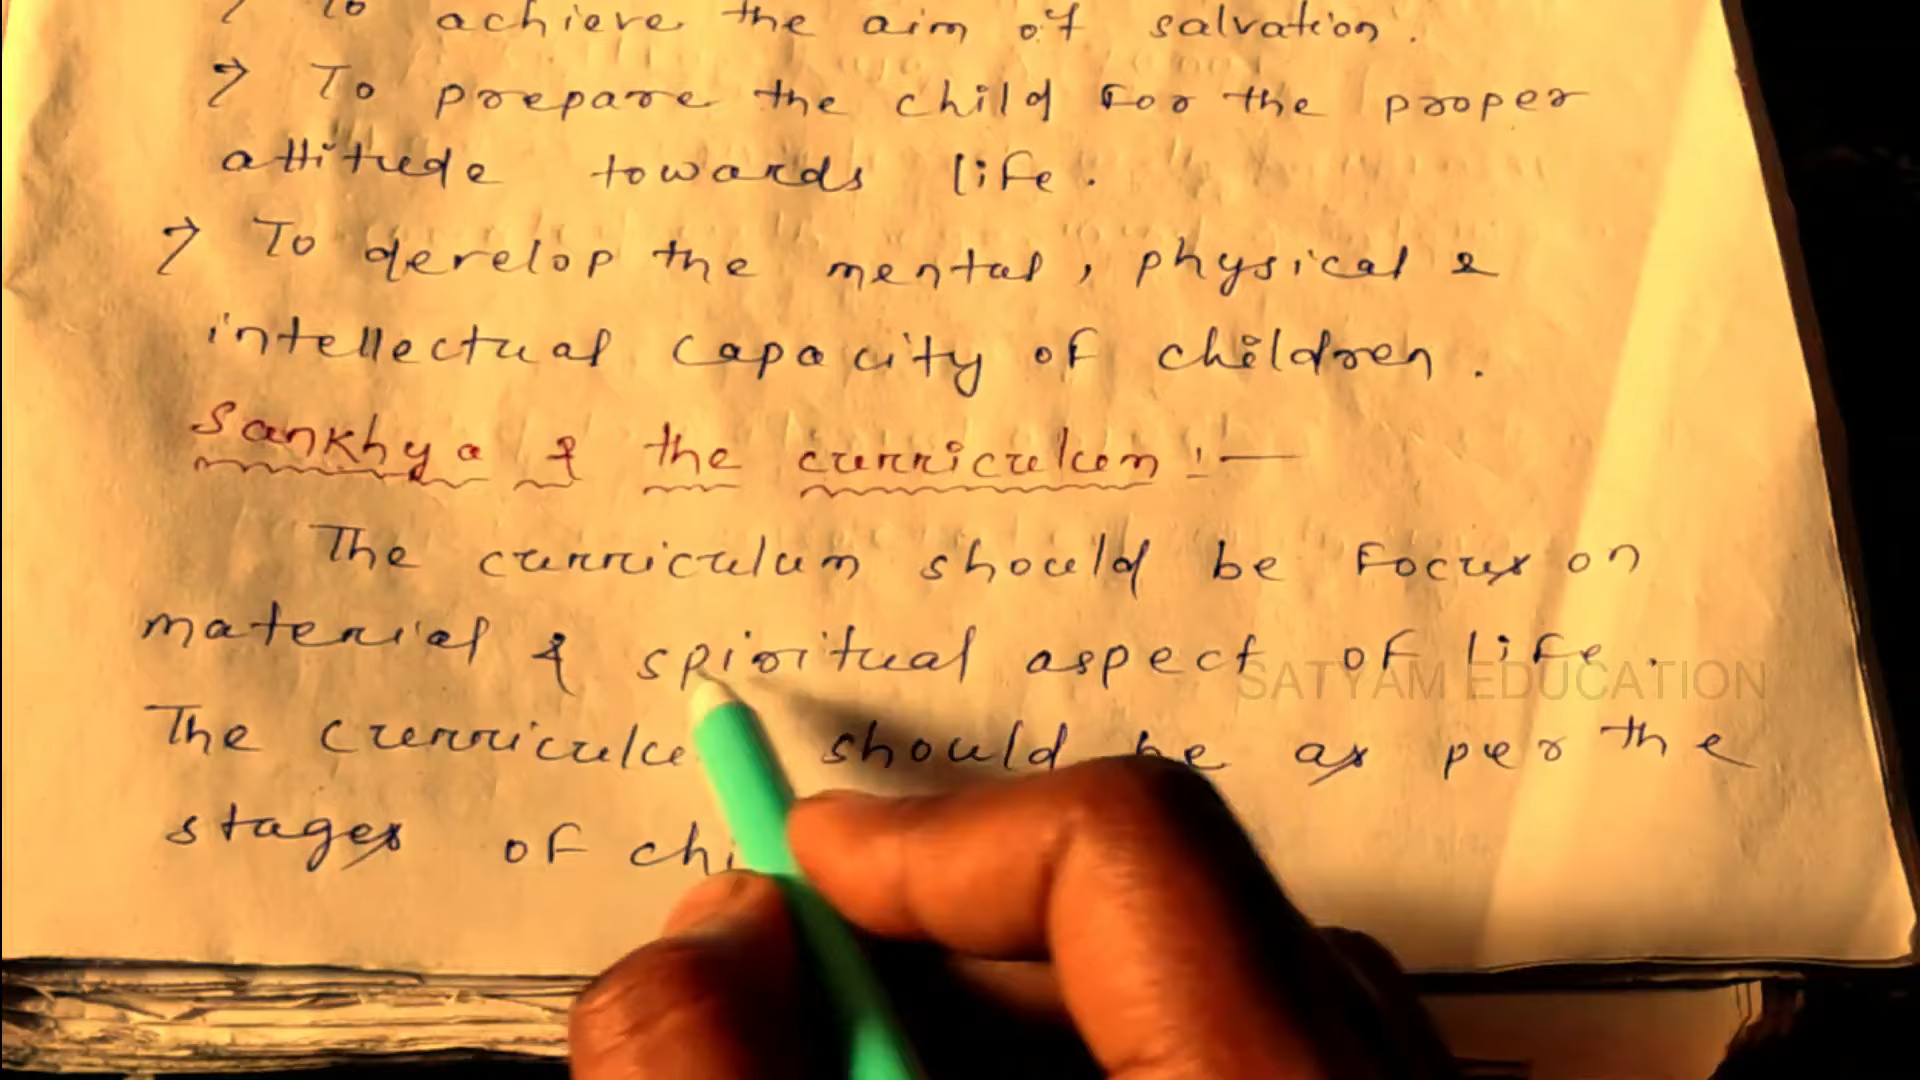 > To achieve the aim of salvation.
> To prepare the child for the proper
attitude towards life.
> To develop the mental, physical &
intellectual capacity of children.
Sankhya & the curriculum :—
The curriculum should be focus on
material & spiritual aspect of life.
SATYAM EDUCATION
The should be as per the
stages of